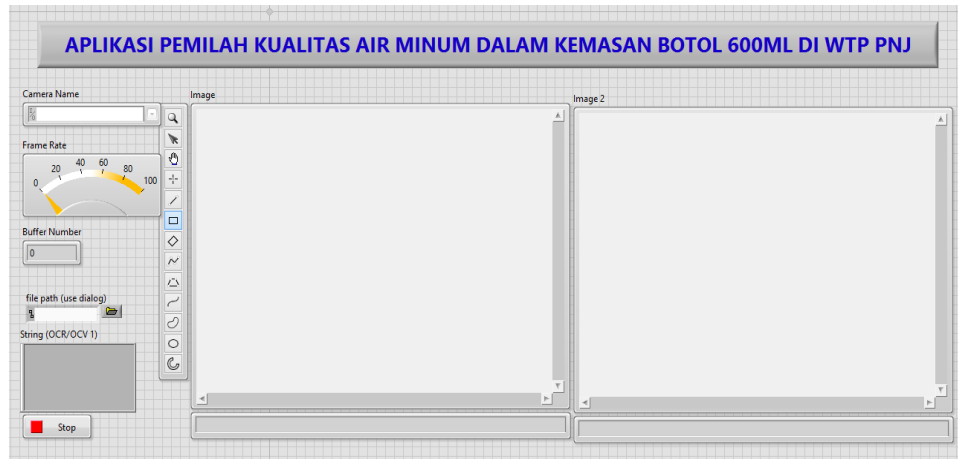 APLIKASI PEMILAH KUALITAS AIR MINUM DALAM KEMASAN BOTOL 600ML DI WTP PNJ
Camera Name
Image
Image 2
Frame Rate
0 20 40 60 80 100
Buffer Number
0
file path (use dialog)
String (OCR/OCV 1)
Stop